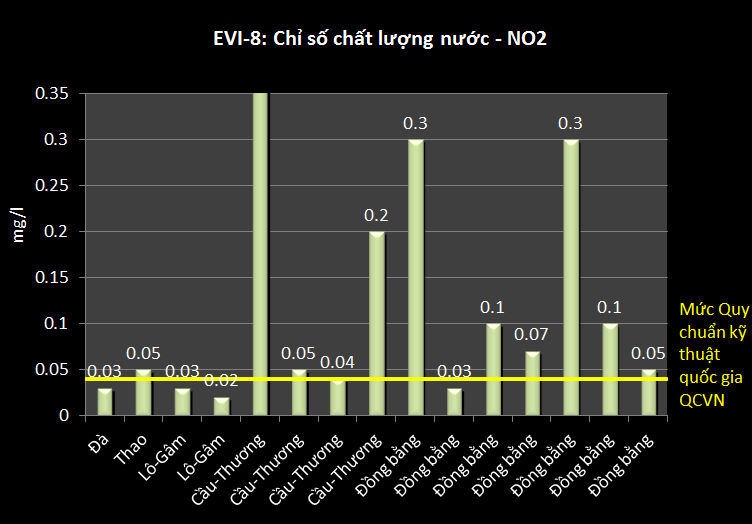 EVI-8: Chỉ số chất lượng nước - NO2
0.35
0.3
0.25
0.2
0.15
0.1
0.05
0
mg/l
0.03
0.05
0.03
0.02
0.05
0.04
0.2
0.3
0.03
0.1
0.07
0.3
0.1
0.05
Đà
Thao
Lô-Gâm
Lô-Gâm
Cầu-Thương
Cầu-Thương
Cầu-Thương
Cầu-Thương
Đồng bằng
Đồng bằng
Đồng bằng
Đồng bằng
Đồng bằng
Đồng bằng
Đồng bằng
Mức Quy
chuẩn kỹ
thuật
quốc gia
QCVN